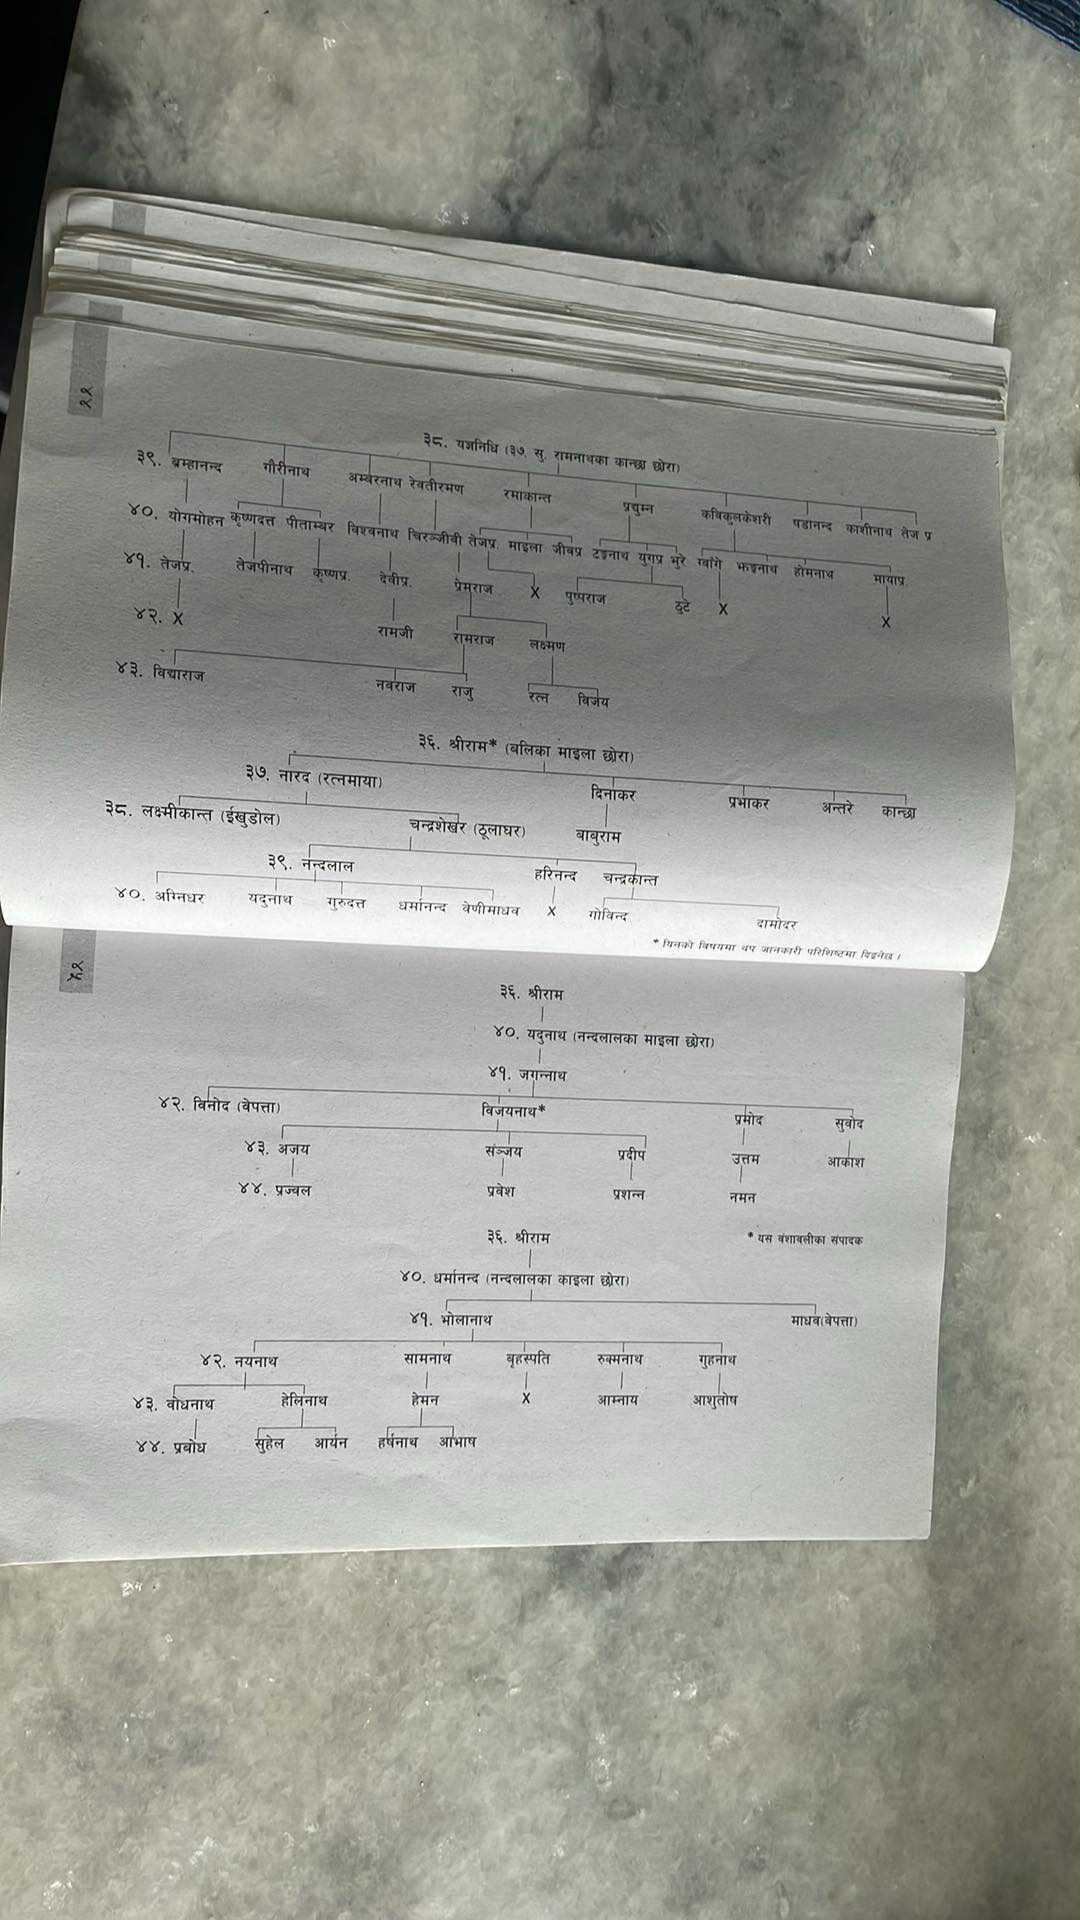 २२
३८. यज्ञनिधि (३७. सु. रामनाथका कान्छा छोरा)
३९. ब्रम्हानन्द गौरीनाथ अम्बरनाथ रेवतीरमण रमाकान्त प्रद्युम्न कविकुलकेशरी षडानन्द काशीनाथ तेज प्र
४०. योगमोहन कृष्णदत्त पीताम्बर विश्वनाथ चिरञ्जीवी तेजप्र. माइला जीवप्र टङ्कनाथ युगप्र भुरे ग्वांगे झङ्कनाथ होमनाथ मायाप्र.
४१. तेजप्र. तेजपीनाथ कृष्णप्र. देवीप्र. प्रेमराज X पुष्पराज ठुटे X X
४२. X रामजी रामराज लक्ष्मण
४३. विद्याराज नवराज राजु रत्न विजय
३६. श्रीराम* (बलिका माइला छोरा)
३७. नारद (रत्नमाया) दिनाकर प्रभाकर अन्तरे कान्छा
३८. लक्ष्मीकान्त (ईखुडोल) चन्द्रशेखर (ठूलाघर) बाबुराम
३९. नन्दलाल हरिनन्द चन्द्रकान्त
४०. अग्निधर यदुनाथ गुरुदत्त धर्मानन्द वेणीमाधव X गोविन्द दामोदर
* यिनको विषयमा थप जानकारी परिशिष्टमा दिइनेछ ।
३६. श्रीराम
४०. यदुनाथ (नन्दलालका माइला छोरा)
४१. जगन्नाथ
४२. विनोद (बेपत्ता) विजयनाथ* प्रमोद सुवोद
४३. अजय सञ्जय प्रदीप उत्तम आकाश
४४. प्रज्वल प्रवेश प्रशन्न नमन
३६. श्रीराम * यस वंशावलीका संपादक
४०. धर्मानन्द (नन्दलालका काइला छोरा)
४१. भोलानाथ माधव(बेपत्ता)
४२. नयनाथ सामनाथ बृहस्पति रुक्मनाथ गुहनाथ
४३. वोधनाथ हेलिनाथ हेमन X आम्नाय आशुतोष
४४. प्रबोध सुहेल आर्यन हर्षनाथ आभाष